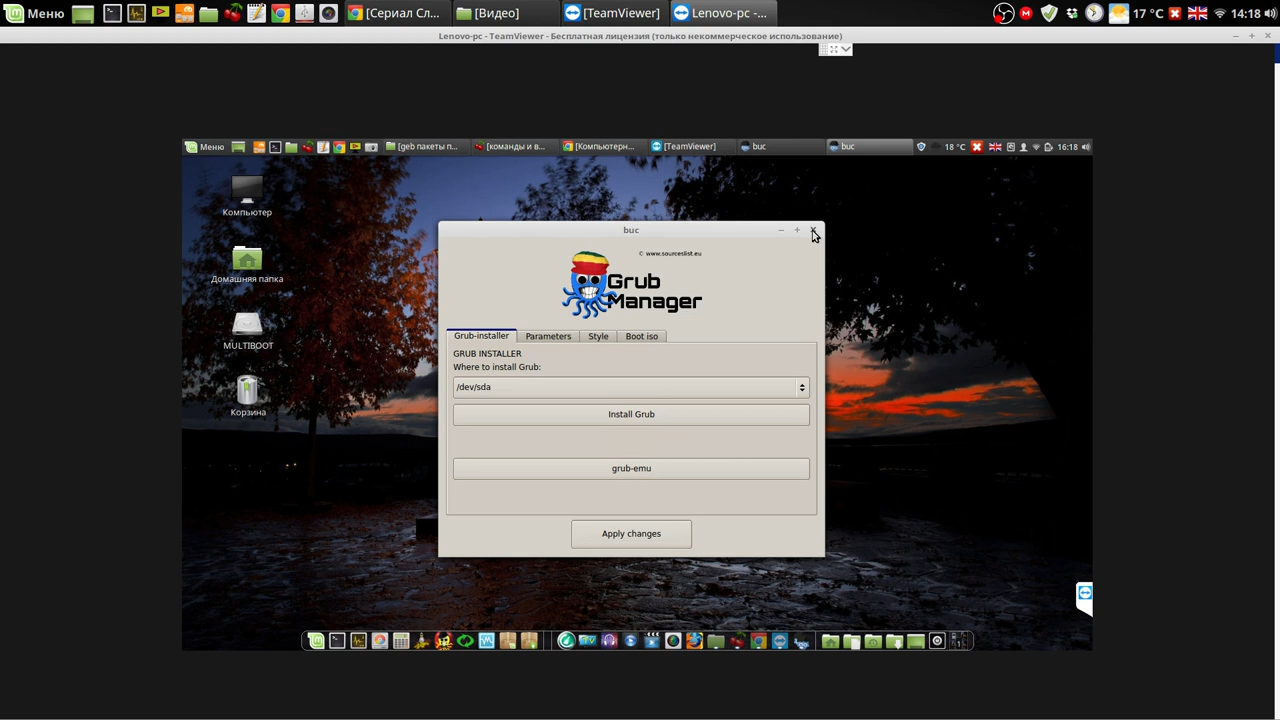 Меню
[Сериал Сл...
[Видео]
[TeamViewer]
Lenovo-pc -...
17 °C
14:18
Lenovo-pc - TeamViewer - Бесплатная лицензия (только некоммерческое использование)
Меню
[geb пакеты п...
[команды и в...
[Компьютерн...
[TeamViewer]
buc
buc
18 °C
16:18
Компьютер
Домашняя папка
MULTIBOOT
Корзина
buc
© www.sourceslist.eu
Grub
Manager
Grub-installer
Parameters
Style
Boot iso
GRUB INSTALLER
Where to install Grub:
/dev/sda
Install Grub
grub-emu
Apply changes